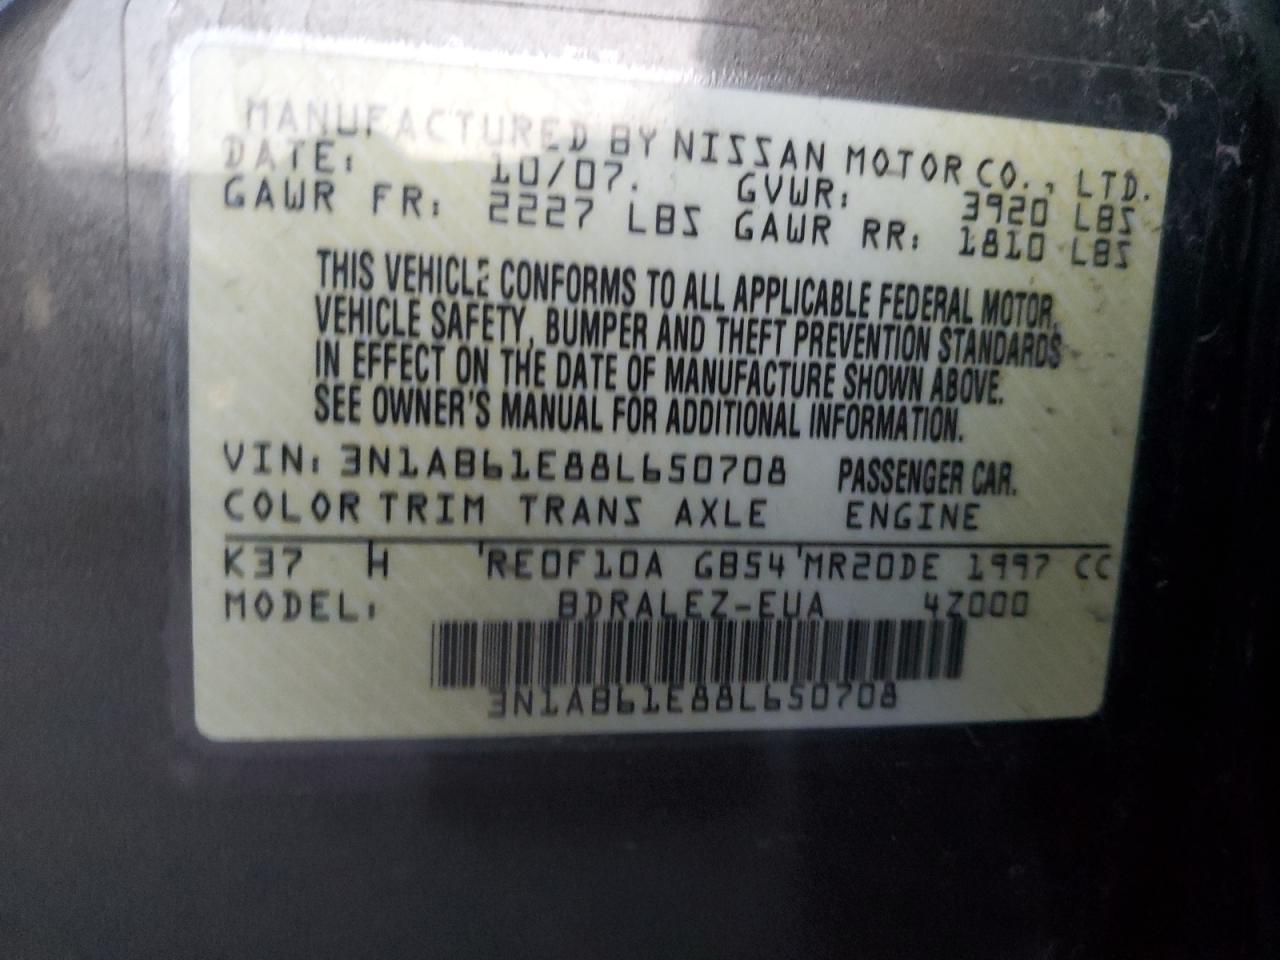 MANUFACTURED BY NISSAN MOTOR CO., LTD.
DATE: 10/07. GVWR: 3920 LBS
GAWR FR: 2227 LBS GAWR RR: 1810 LBS
THIS VEHICLE CONFORMS TO ALL APPLICABLE FEDERAL MOTOR
VEHICLE SAFETY, BUMPER AND THEFT PREVENTION STANDARDS
IN EFFECT ON THE DATE OF MANUFACTURE SHOWN ABOVE.
SEE OWNER'S MANUAL FOR ADDITIONAL INFORMATION.
VIN: 3N1AB61E88L650708 PASSENGER CAR.
COLOR TRIM TRANS AXLE ENGINE
K37 H RE0F10A GB54 MR20DE 1997 CC
MODEL: BDRALEZ-EUA 4Z000
3N1AB61E88L650708